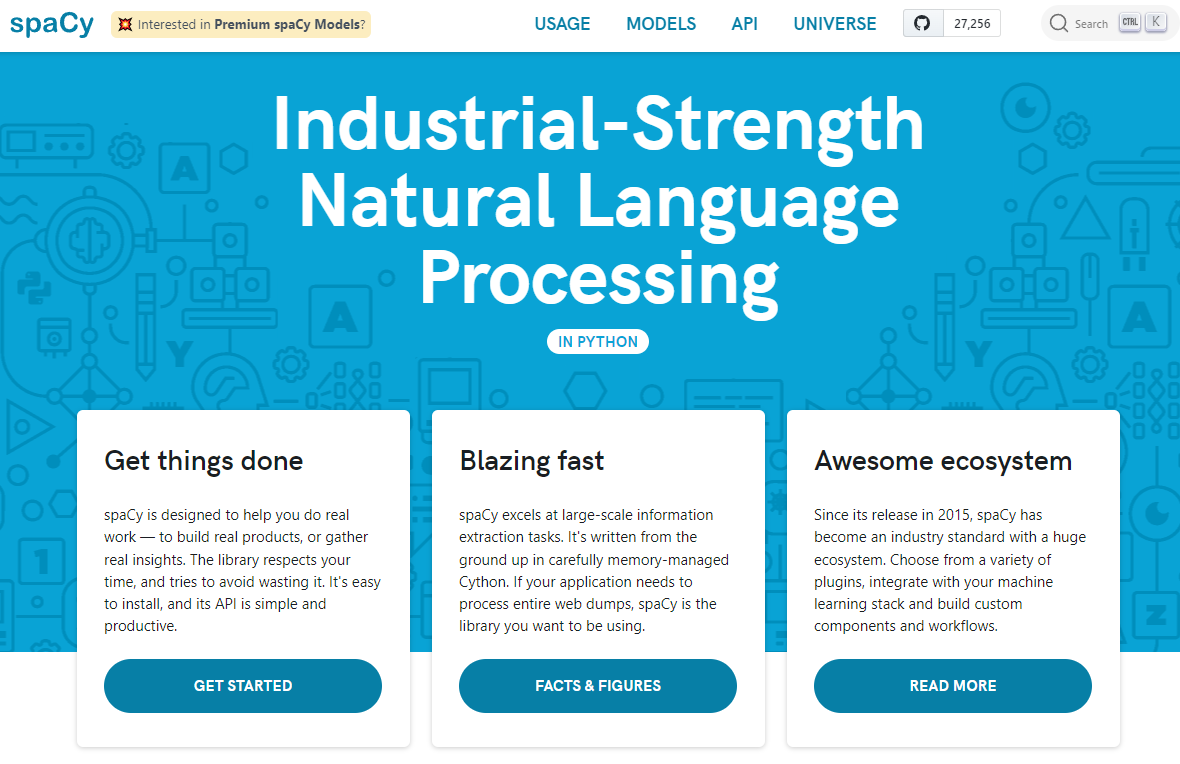 spaCy
💥 Interested in Premium spaCy Models?
USAGE
MODELS
API
UNIVERSE
27,256
Search
CTRL
K
Industrial-Strength
Natural Language
Processing
IN PYTHON
A
A
Y
A
Y
1
Z
Get things done
spaCy is designed to help you do real
work — to build real products, or gather
real insights. The library respects your
time, and tries to avoid wasting it. It's easy
to install, and its API is simple and
productive.
GET STARTED
Blazing fast
spaCy excels at large-scale information
extraction tasks. It's written from the
ground up in carefully memory-managed
Cython. If your application needs to
process entire web dumps, spaCy is the
library you want to be using.
FACTS & FIGURES
Awesome ecosystem
Since its release in 2015, spaCy has
become an industry standard with a huge
ecosystem. Choose from a variety of
plugins, integrate with your machine
learning stack and build custom
components and workflows.
READ MORE